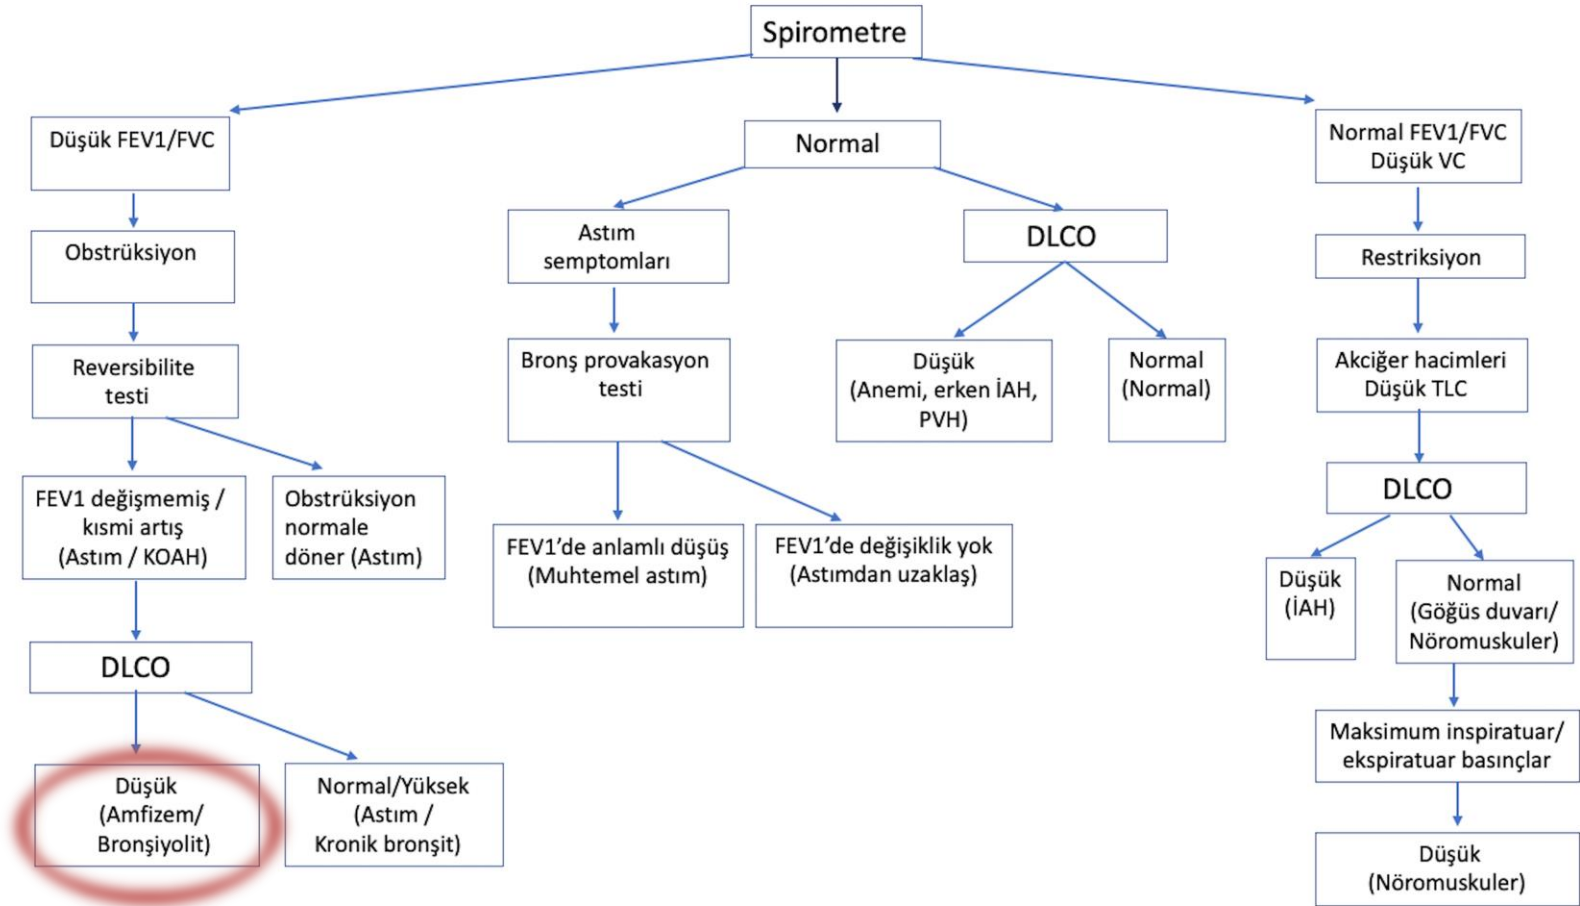 Spirometre
Düşük FEV1/FVC
Normal
Normal FEV1/FVC
Düşük VC
Obstrüksiyon
Astım
semptomları
DLCO
Restriksiyon
Reversibilite
testi
Bronş provakasyon
testi
Düşük
(Anemi, erken İAH,
PVH)
Normal
(Normal)
Akciğer hacimleri
Düşük TLC
FEV1 değişmemiş /
kısmi artış
(Astım / KOAH)
Obstrüksiyon
normale
döner (Astım)
FEV1’de anlamlı düşüş
(Muhtemel astım)
FEV1’de değişiklik yok
(Astımdan uzaklaş)
DLCO
Düşük
(İAH)
Normal
(Göğüs duvarı/
Nöromuskuler)
DLCO
Düşük
(Amfizem/
Bronşiyolit)
Normal/Yüksek
(Astım /
Kronik bronşit)
Maksimum inspiratuar/
ekspiratuar basınçlar
Düşük
(Nöromuskuler)